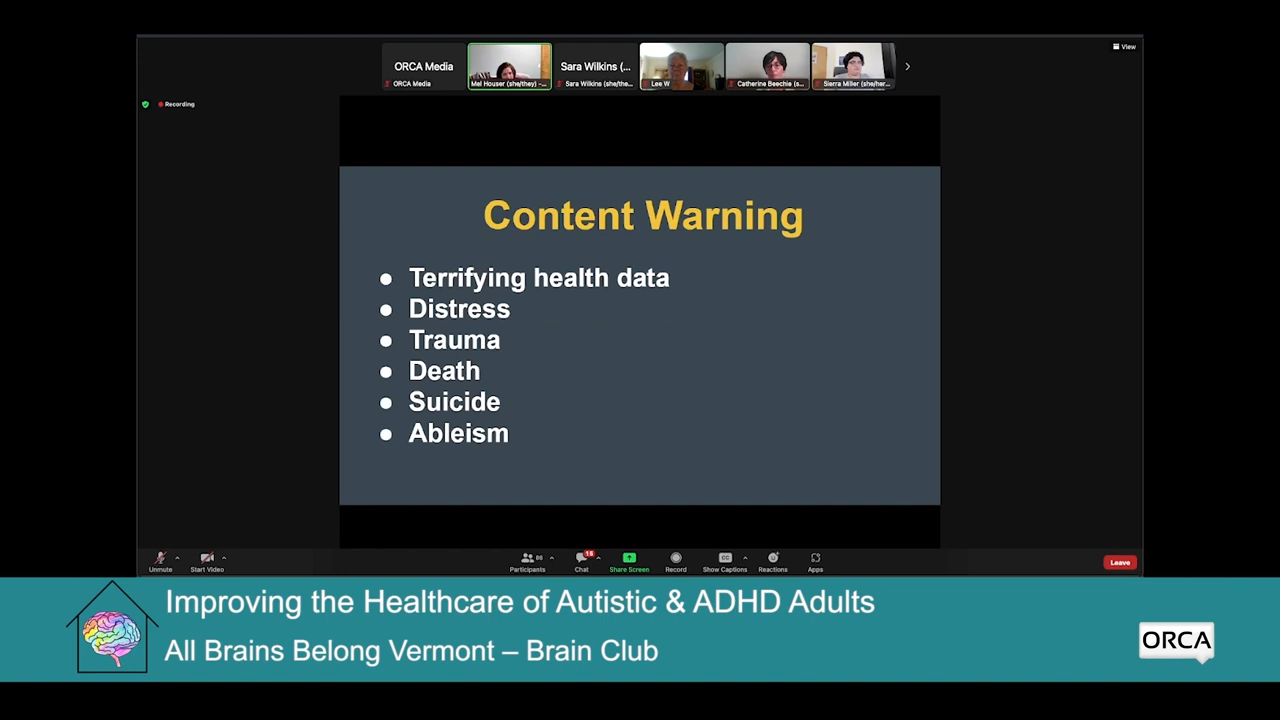 View
ORCA Media
Sara Wilkins (...
ORCA Media
Mel Houser (she/they) -...
Sara Wilkins (she/the...
Lee W
Catherine Beechie (s...
Sierra Miller (she/har...
Recording
Content Warning
● Terrifying health data
● Distress
● Trauma
● Death
● Suicide
● Ableism
Unmute
Start Video
Participants
Chat
Share Screen
Record
CC
Show Captions
Reactions
Apps
Leave
Improving the Healthcare of Autistic & ADHD Adults
All Brains Belong Vermont – Brain Club
ORCA